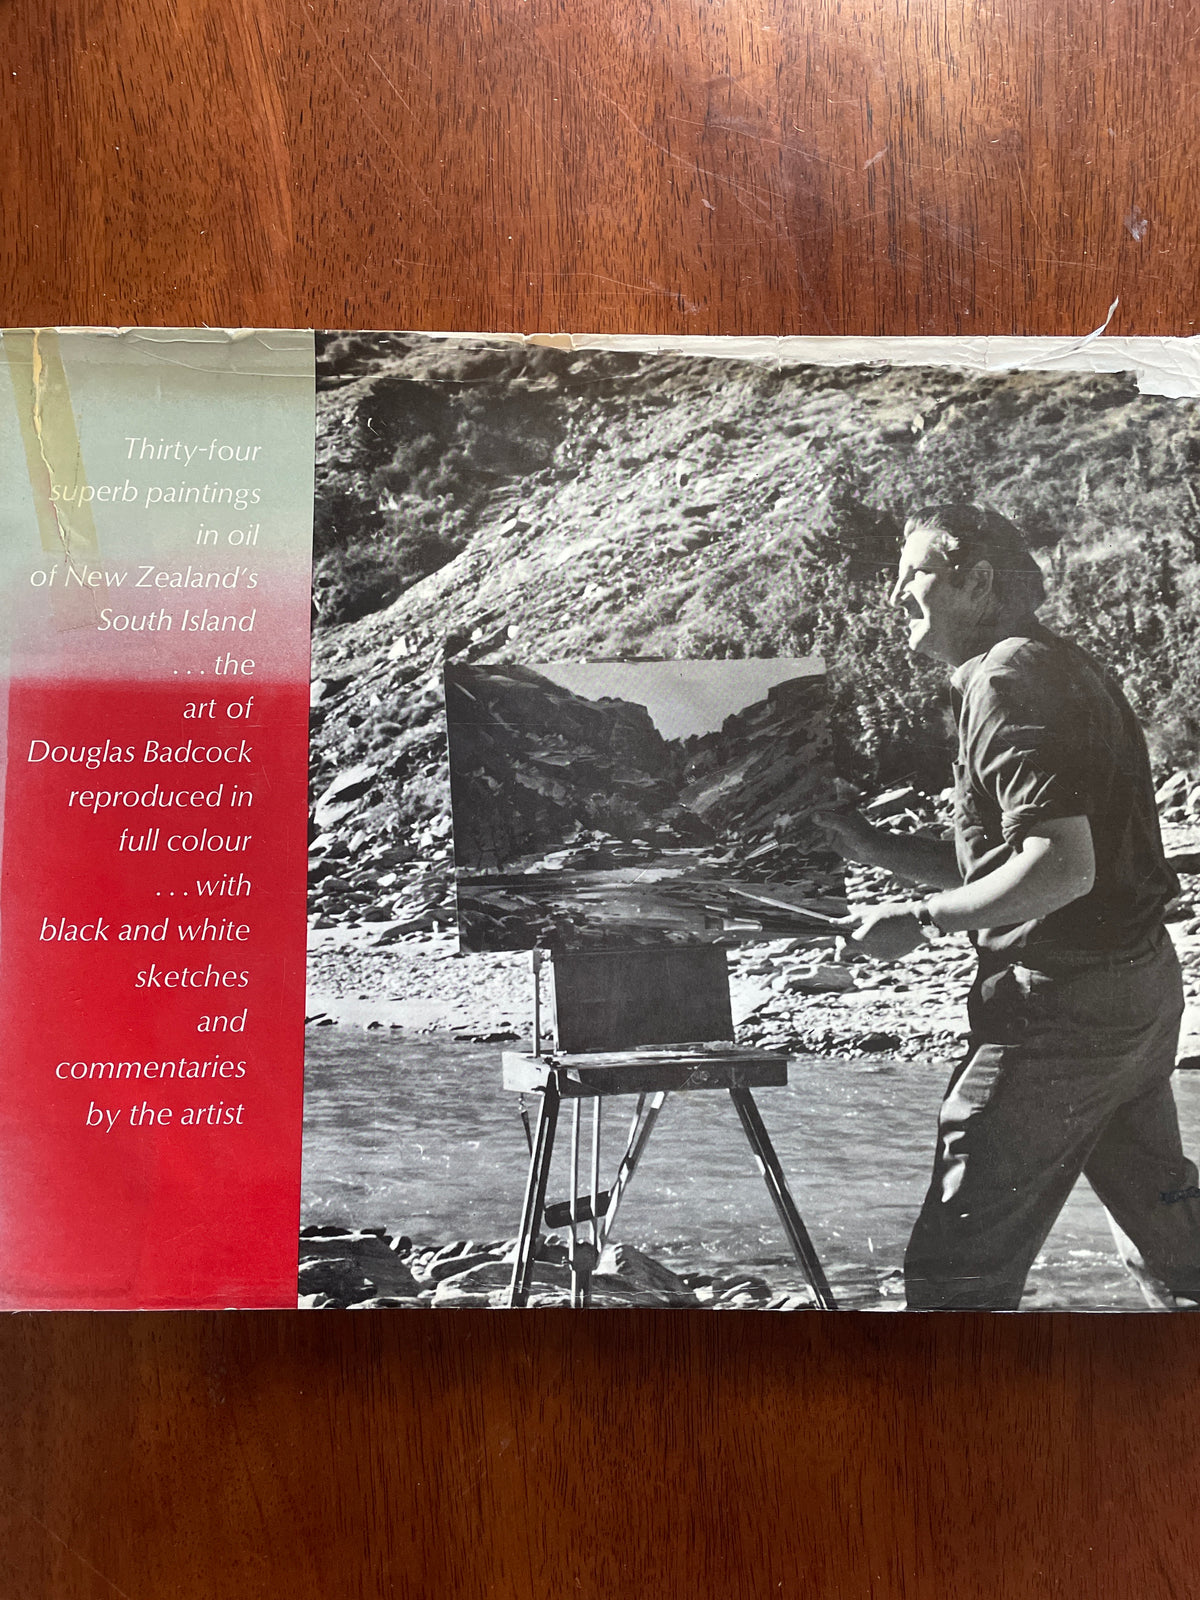 Thirty-four
superb paintings
in oil
of New Zealand's
South Island
...the
art of
Douglas Badcock
reproduced in
full colour
...with
black and white
sketches
and
commentaries
by the artist